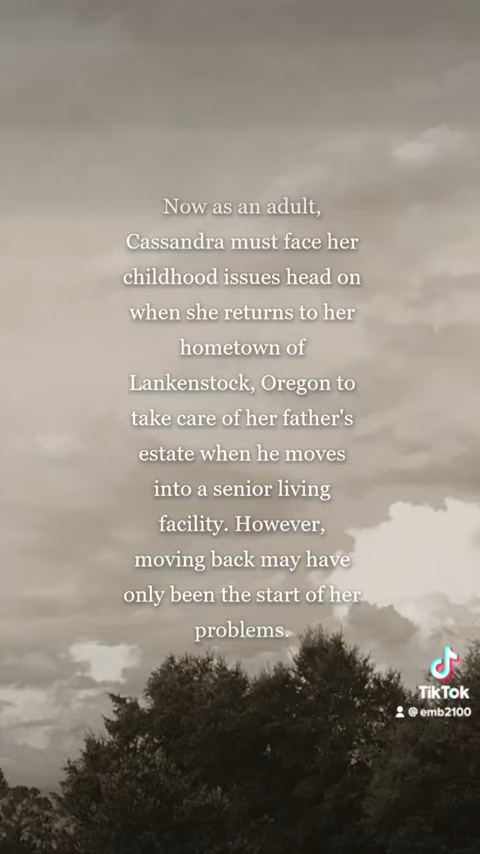 Now as an adult,
Cassandra must face her
childhood issues head on
when she returns to her
hometown of
Lankenstock, Oregon to
take care of her father's
estate when he moves
into a senior living
facility. However,
moving back may have
only been the start of her
problems.
TikTok
@emb2100